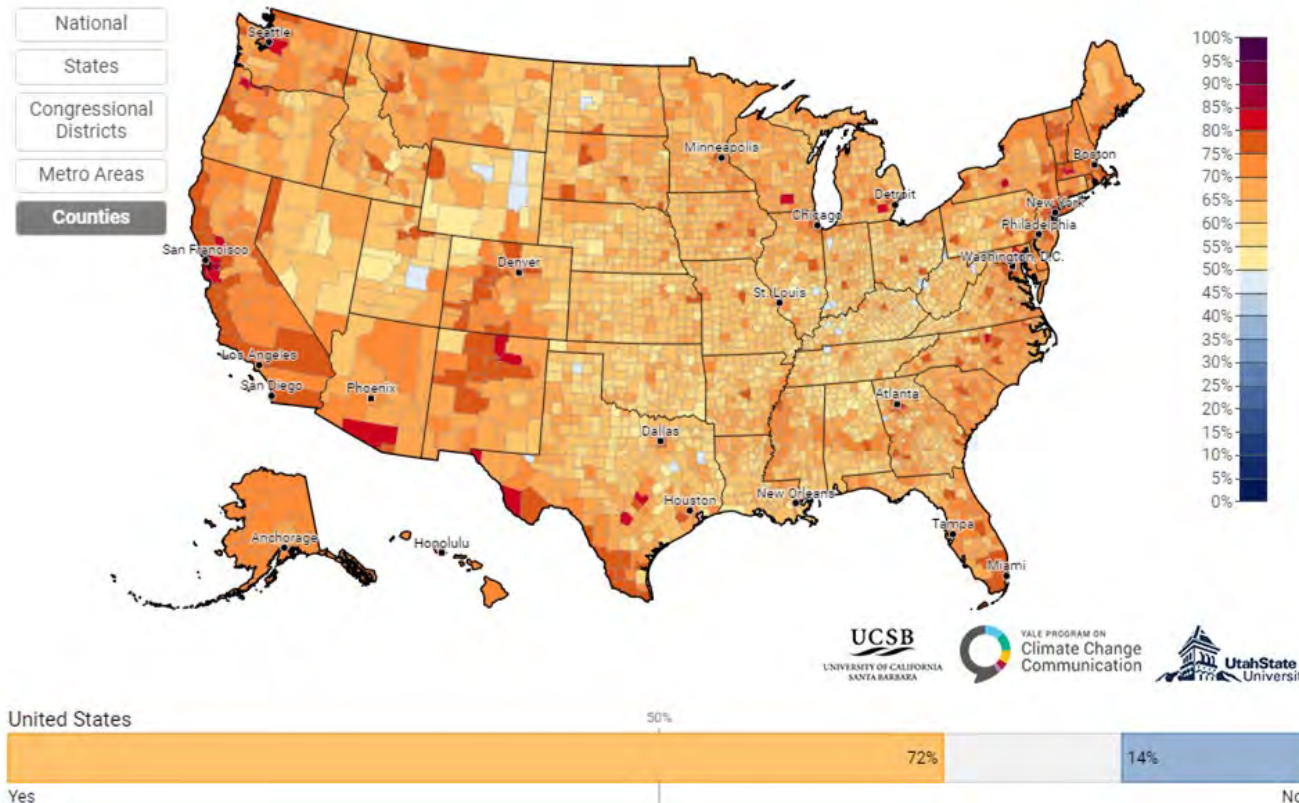 National
States
Congressional
Districts
Metro Areas
Counties
Seattle
Minneapolis
Boston
Detroit
Chicago
New York
Philadelphia
San Francisco
Denver
Washington, D.C.
St. Louis
Los Angeles
San Diego
Phoenix
Atlanta
Dallas
Houston
New Orleans
Tampa
Miami
Anchorage
Honolulu
100%
95%
90%
85%
80%
75%
70%
65%
60%
55%
50%
45%
40%
35%
30%
25%
20%
15%
10%
5%
0%
UCSB
UNIVERSITY OF CALIFORNIA
SANTA BARBARA
YALE PROGRAM ON
Climate Change
Communication
UtahState
Universit
United States
50%
72%
14%
Yes
No